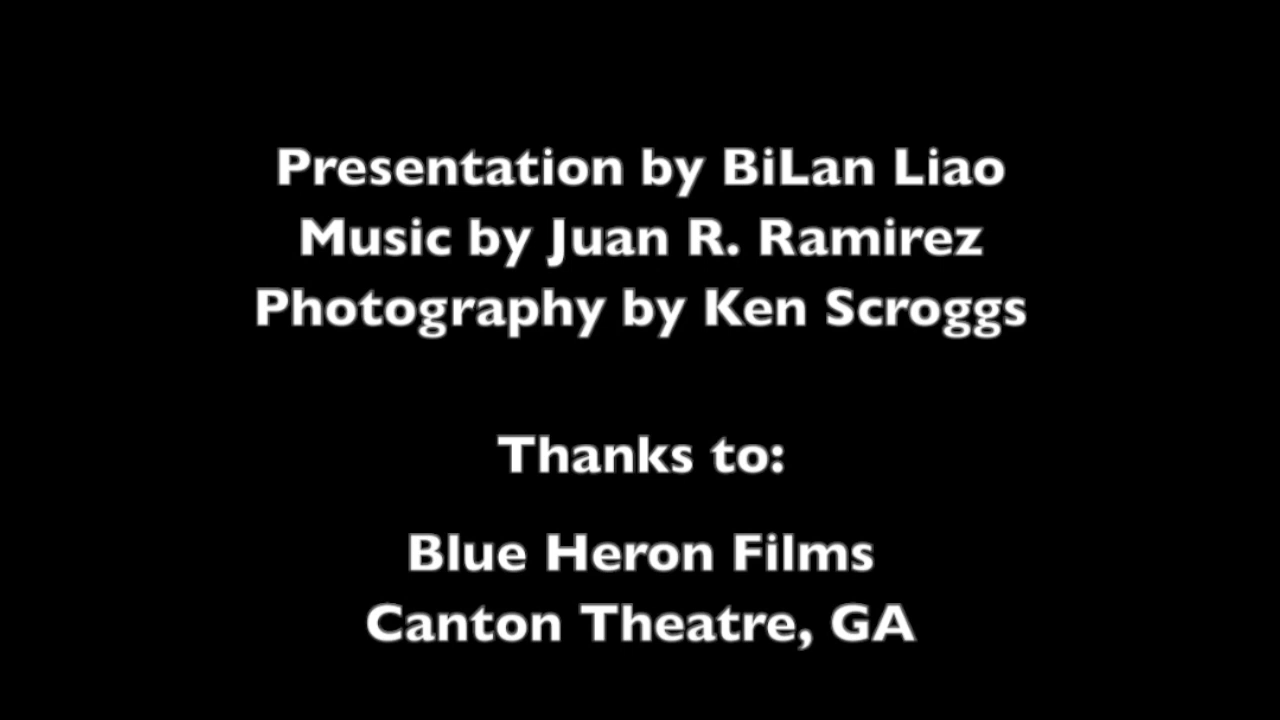 Presentation by BiLan Liao
Music by Juan R. Ramirez
Photography by Ken Scroggs
Thanks to:
Blue Heron Films
Canton Theatre, GA